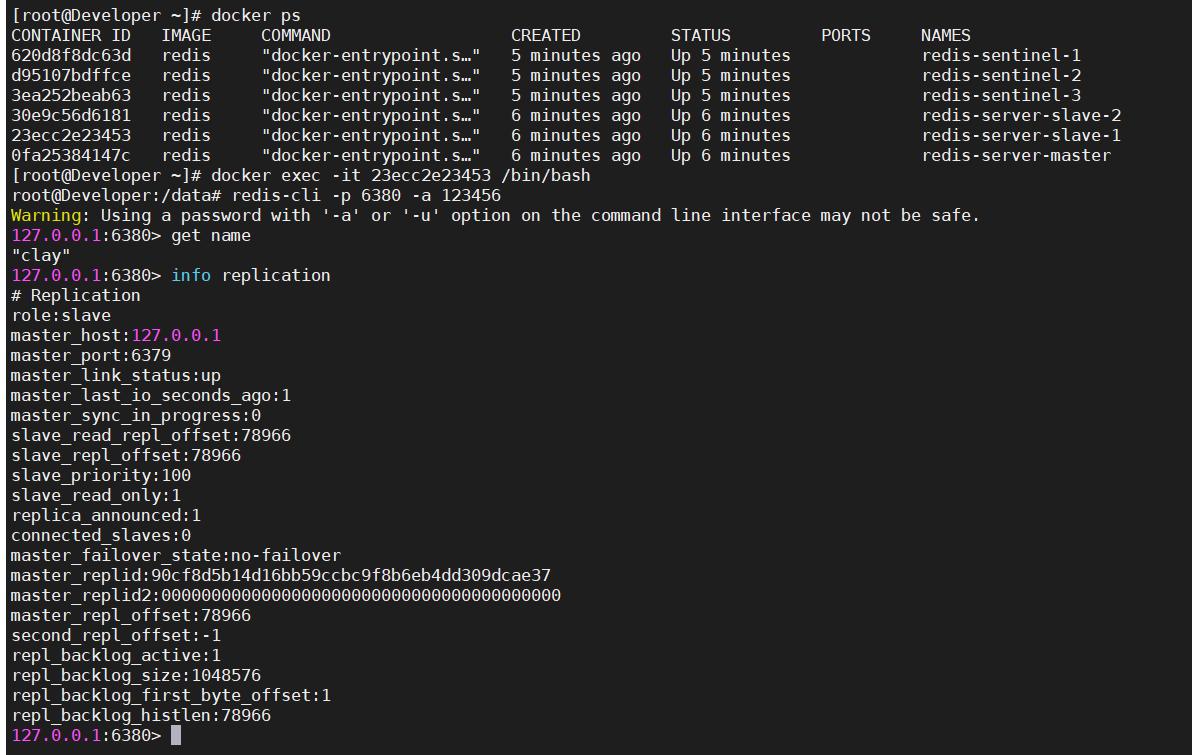 [root@Developer ~]# docker ps
CONTAINER ID   IMAGE     COMMAND                  CREATED         STATUS         PORTS     NAMES
620d8f8dc63d   redis     "docker-entrypoint.s…"   5 minutes ago   Up 5 minutes             redis-sentinel-1
d95107bdffce   redis     "docker-entrypoint.s…"   5 minutes ago   Up 5 minutes             redis-sentinel-2
3ea252beab63   redis     "docker-entrypoint.s…"   5 minutes ago   Up 5 minutes             redis-sentinel-3
30e9c56d6181   redis     "docker-entrypoint.s…"   6 minutes ago   Up 6 minutes             redis-server-slave-2
23ecc2e23453   redis     "docker-entrypoint.s…"   6 minutes ago   Up 6 minutes             redis-server-slave-1
0fa25384147c   redis     "docker-entrypoint.s…"   6 minutes ago   Up 6 minutes             redis-server-master
[root@Developer ~]# docker exec -it 23ecc2e23453 /bin/bash
root@Developer:/data# redis-cli -p 6380 -a 123456
Warning: Using a password with '-a' or '-u' option on the command line interface may not be safe.
127.0.0.1:6380> get name
"clay"
127.0.0.1:6380> info replication
# Replication
role:slave
master_host:127.0.0.1
master_port:6379
master_link_status:up
master_last_io_seconds_ago:1
master_sync_in_progress:0
slave_read_repl_offset:78966
slave_repl_offset:78966
slave_priority:100
slave_read_only:1
replica_announced:1
connected_slaves:0
master_failover_state:no-failover
master_replid:90cf8d5b14d16bb59ccbc9f8b6eb4dd309dcae37
master_replid2:0000000000000000000000000000000000000000
master_repl_offset:78966
second_repl_offset:-1
repl_backlog_active:1
repl_backlog_size:1048576
repl_backlog_first_byte_offset:1
repl_backlog_histlen:78966
127.0.0.1:6380>